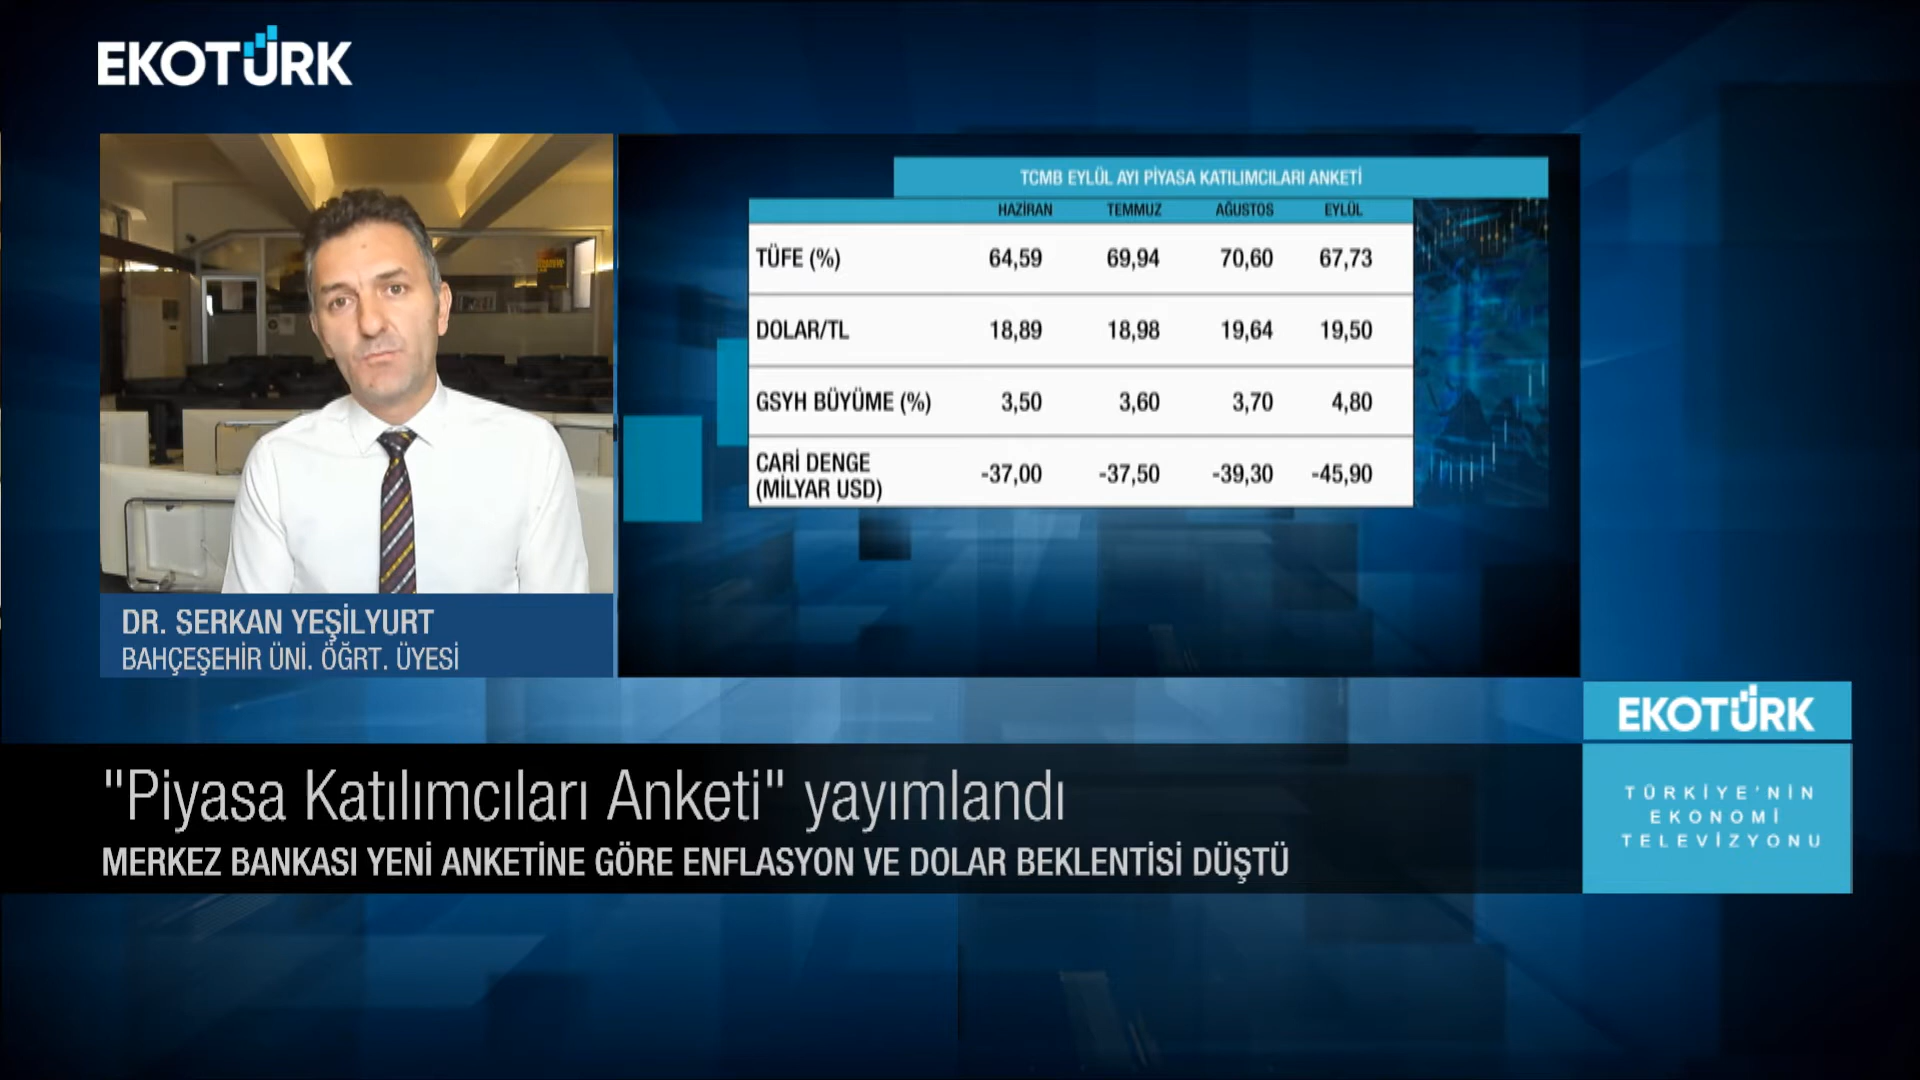 EKOTÜRK
TCMB EYLÜL AYI PİYASA KATILIMCILARI ANKETİ
HAZİRAN TEMMUZ AĞUSTOS EYLÜL
TÜFE (%) 64,59 69,94 70,60 67,73
DOLAR/TL 18,89 18,98 19,64 19,50
GSYH BÜYÜME (%) 3,50 3,60 3,70 4,80
CARİ DENGE
(MİLYAR USD) -37,00 -37,50 -39,30 -45,90
DR. SERKAN YEŞİLYURT
BAHÇEŞEHİR ÜNİ. ÖĞRT. ÜYESİ
EKOTÜRK
"Piyasa Katılımcıları Anketi" yayımlandı
MERKEZ BANKASI YENİ ANKETİNE GÖRE ENFLASYON VE DOLAR BEKLENTİSİ DÜŞTÜ
TÜRKİYE'NİN
EKONOMİ
TELEVİZYONU